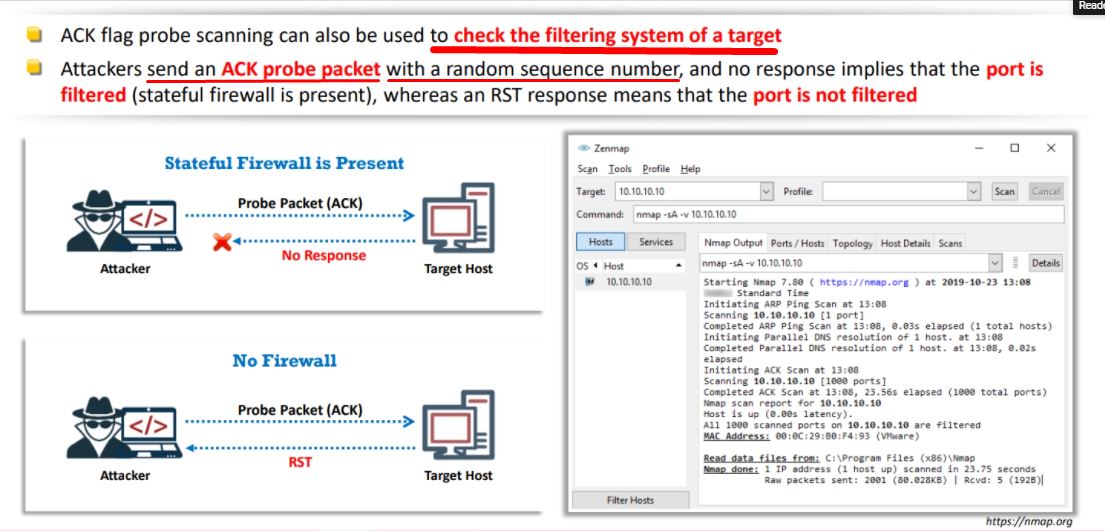 Reade
ACK flag probe scanning can also be used to check the filtering system of a target
Attackers send an ACK probe packet with a random sequence number, and no response implies that the port is
filtered (stateful firewall is present), whereas an RST response means that the port is not filtered
Stateful Firewall is Present
</>
Probe Packet (ACK)
No Response
Attacker
Target Host
No Firewall
</>
Probe Packet (ACK)
RST
Attacker
Target Host
Zenmap
Scan Tools Profile Help
Target: 10.10.10.10 Profile: Scan Cancel
Command: nmap -sA -v 10.10.10.10
Hosts Services
OS Host
10.10.10.10
Filter Hosts
Nmap Output Ports / Hosts Topology Host Details Scans
nmap -sA -v 10.10.10.10 Details
Starting Nmap 7.80 ( https://nmap.org ) at 2019-10-23 13:08
Standard Time
Initiating ARP Ping Scan at 13:08
Scanning 10.10.10.10 [1 port]
Completed ARP Ping Scan at 13:08, 0.03s elapsed (1 total hosts)
Initiating Parallel DNS resolution of 1 host. at 13:08
Completed Parallel DNS resolution of 1 host. at 13:08, 0.02s
elapsed
Initiating ACK Scan at 13:08
Scanning 10.10.10.10 [1000 ports]
Completed ACK Scan at 13:08, 23.56s elapsed (1000 total ports)
Nmap scan report for 10.10.10.10
Host is up (0.00s latency).
All 1000 scanned ports on 10.10.10.10 are filtered
MAC Address: 00:0C:29:B0:F4:93 (VMware)
Read data files from: C:\Program Files (x86)\Nmap
Nmap done: 1 IP address (1 host up) scanned in 23.75 seconds
Raw packets sent: 2001 (80.028KB) | Rcvd: 5 (192B)
https://nmap.org